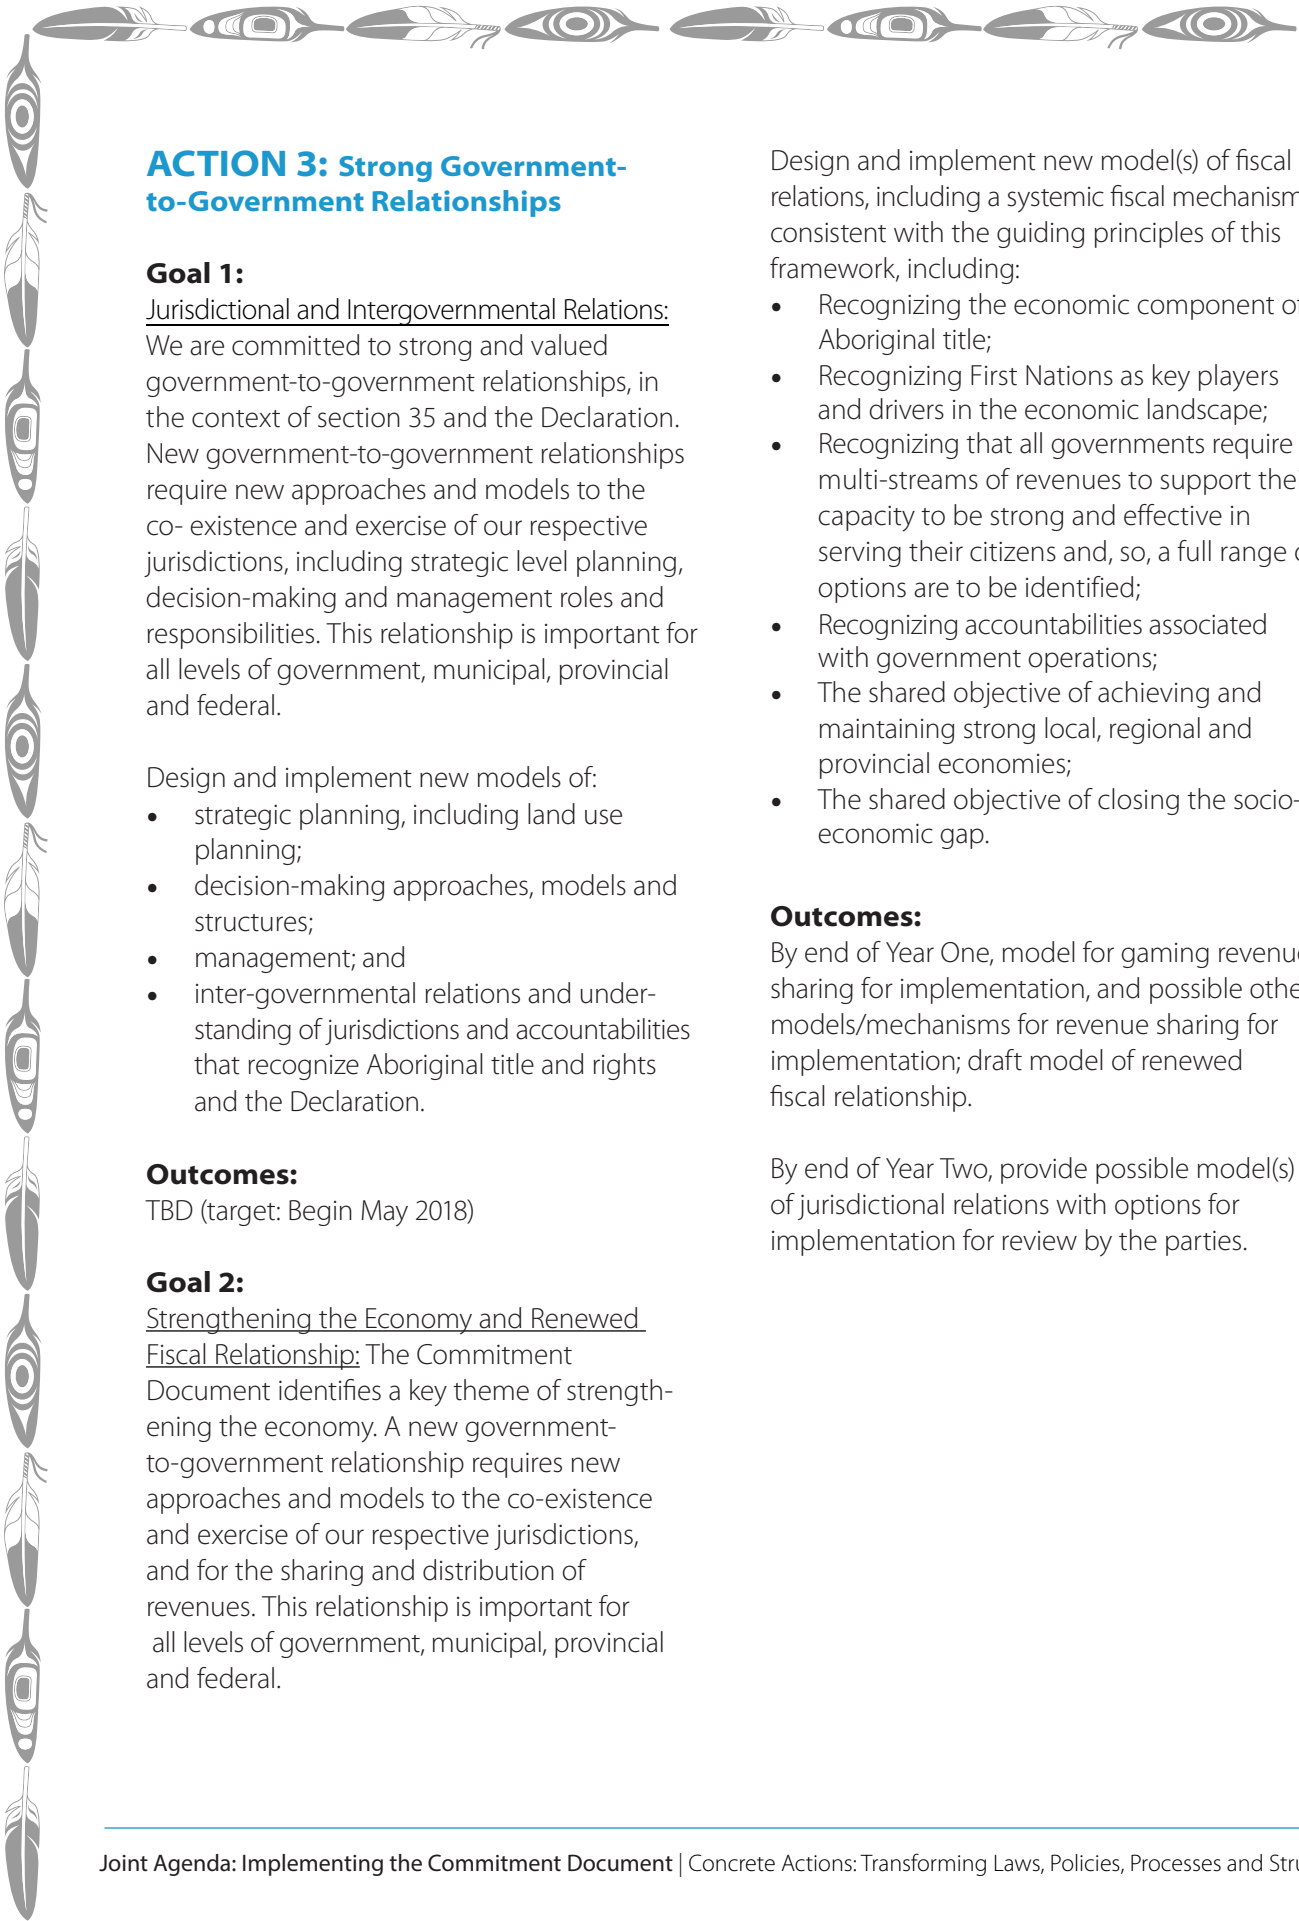 ACTION 3: Strong Government-
to-Government Relationships
Goal 1:
Jurisdictional and Intergovernmental Relations:
We are committed to strong and valued
government-to-government relationships, in
the context of section 35 and the Declaration.
New government-to-government relationships
require new approaches and models to the
co- existence and exercise of our respective
jurisdictions, including strategic level planning,
decision-making and management roles and
responsibilities. This relationship is important for
all levels of government, municipal, provincial
and federal.
Design and implement new models of:
• strategic planning, including land use
planning;
• decision-making approaches, models and
structures;
• management; and
• inter-governmental relations and under-
standing of jurisdictions and accountabilities
that recognize Aboriginal title and rights
and the Declaration.
Outcomes:
TBD (target: Begin May 2018)
Goal 2:
Strengthening the Economy and Renewed
Fiscal Relationship: The Commitment
Document identifies a key theme of strength-
ening the economy. A new government-
to-government relationship requires new
approaches and models to the co-existence
and exercise of our respective jurisdictions,
and for the sharing and distribution of
revenues. This relationship is important for
all levels of government, municipal, provincial
and federal.
Design and implement new model(s) of fiscal
relations, including a systemic fiscal mechanism
consistent with the guiding principles of this
framework, including:
• Recognizing the economic component
Aboriginal title;
• Recognizing First Nations as key players
and drivers in the economic landscape;
• Recognizing that all governments require
multi-streams of revenues to support
capacity to be strong and effective in
serving their citizens and, so, a full range
options are to be identified;
• Recognizing accountabilities associated
with government operations;
• The shared objective of achieving and
maintaining strong local, regional and
provincial economies;
• The shared objective of closing the socio-
economic gap.
Outcomes:
By end of Year One, model for gaming revenue
sharing for implementation, and possible
models/mechanisms for revenue sharing for
implementation; draft model of renewed
fiscal relationship.
By end of Year Two, provide possible model(s)
of jurisdictional relations with options for
implementation for review by the parties.
Joint Agenda: Implementing the Commitment Document | Concrete Actions: Transforming Laws, Policies, Processes and